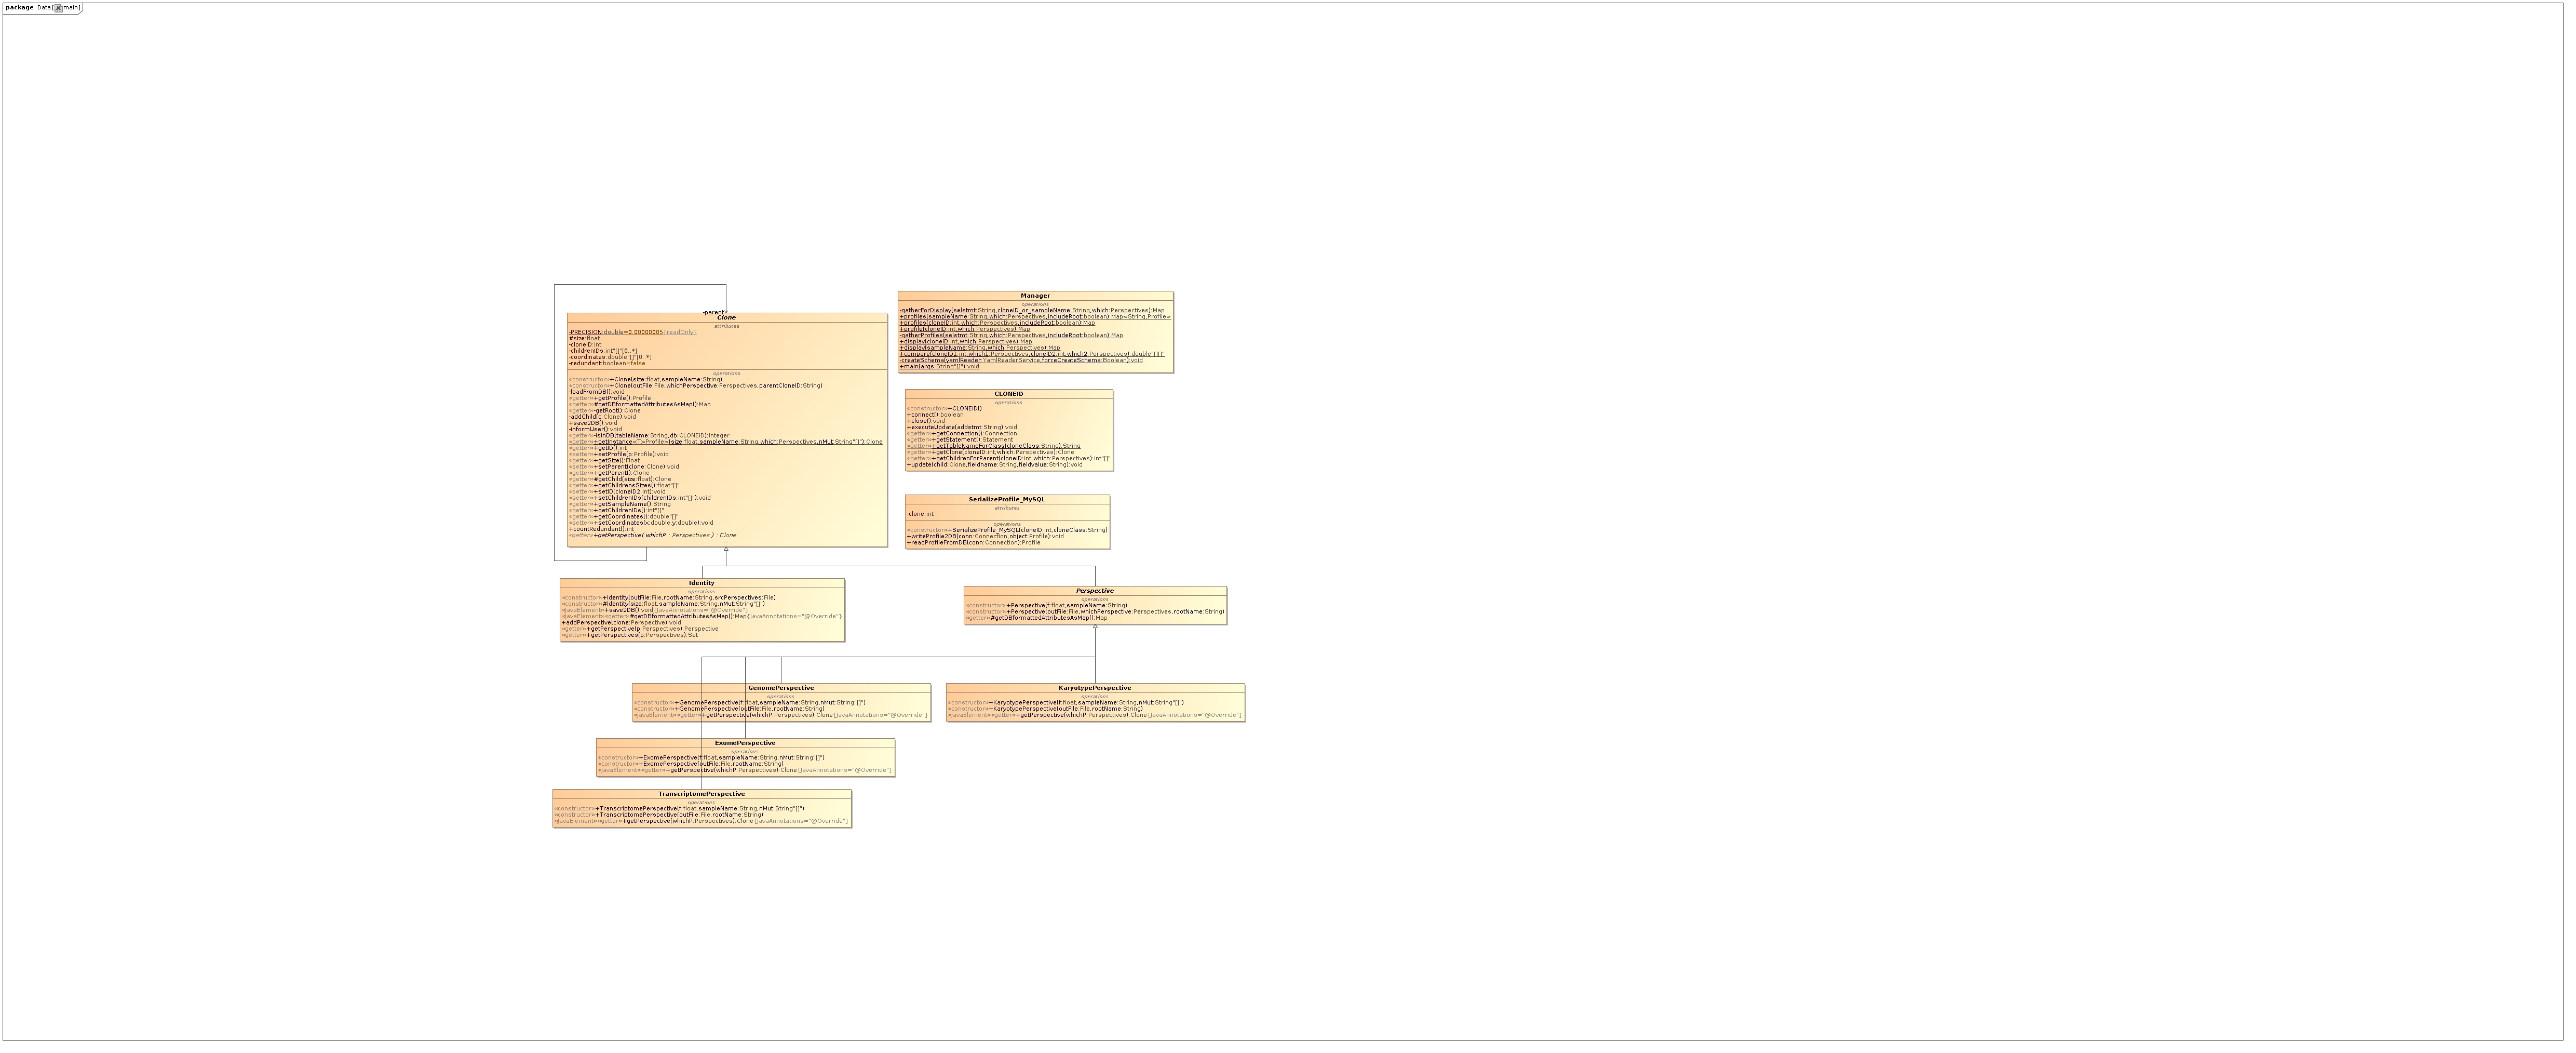 package Data[ main]
-parent
Clone
attributes
-PRECISION:double=0.00000005{readOnly}
#size:float
-cloneID:int
-childrenIDs:int"[]"[0..*]
-coordinates:double"[]"[0..*]
-redundant:boolean=false
operations
«constructor»+Clone(size:float,sampleName:String)
«constructor»+Clone(outFile:File,whichPerspective:Perspectives,parentCloneID:String)
-loadFromDB():void
«getter»+getProfile():Profile
«getter»#getDBformattedAttributesAsMap():Map
«getter»-getRoot():Clone
-addChild(c:Clone):void
+save2DB():void
-informUser():void
«getter»-isInDB(tableName:String,db:CLONEID):Integer
«getter»+getInstance<T>Profile>(size:float,sampleName:String,which:Perspectives,nMut:String"[]"):Clone
«getter»+getID():int
«setter»+setProfile(p:Profile):void
«getter»+getSize():Float
«setter»+setParent(clone:Clone):void
«getter»+getParent():Clone
«getter»#getChild(size:float):Clone
«getter»+getChildrensSizes():float"[]"
«setter»+setID(cloneID2:int):void
«setter»+setChildrenIDs(childrenIDs:int"[]"):void
«getter»+getSampleName():String
«getter»+getChildrenIDs():int"[]"
«getter»+getCoordinates():double"[]"
«setter»+setCoordinates(x:double,y:double):void
+countRedundant():int
«getter»+getPerspective( whichP : Perspectives ) : Clone
Manager
operations
-gatherForDisplay(selstmt:String,cloneID_or_sampleName:String,which:Perspectives):Map
+profiles(sampleName:String,which:Perspectives,includeRoot:boolean):Map<String,Profile>
+profiles(cloneID:int,which:Perspectives,includeRoot:boolean):Map
+profile(cloneID:int,which:Perspectives):Map
-gatherProfiles(selstmt:String,which:Perspectives,includeRoot:boolean):Map
+display(cloneID:int,which:Perspectives):Map
+display(sampleName:String,which:Perspectives):Map
+compare(cloneID1:int,which1:Perspectives,cloneID2:int,which2:Perspectives):double"[][]"
-createSchema(yamlReader:YamlReaderService,forceCreateSchema:Boolean):void
+main(args:String"[]"):void
CLONEID
operations
«constructor»+CLONEID()
+connect():boolean
+close():void
+executeUpdate(addstmt:String):void
«getter»+getConnection():Connection
«getter»+getStatement():Statement
«getter»+getTableNameForClass(cloneClass:String):String
«getter»+getClone(cloneID:int,which:Perspectives):Clone
«getter»+getChildrenForParent(cloneID:int,which:Perspectives):int"[]"
+update(child:Clone,fieldname:String,fieldvalue:String):void
SerializeProfile_MySQL
attributes
-clone:int
operations
«constructor»+SerializeProfile_MySQL(cloneID:int,cloneClass:String)
+writeProfile2DB(conn:Connection,object:Profile):void
+readProfileFromDB(conn:Connection):Profile
Identity
operations
«constructor»+Identity(outFile:File,rootName:String,srcPerspectives:File)
«constructor»#Identity(size:float,sampleName:String,nMut:String"[]")
«javaElement»+save2DB():void{javaAnnotations="@Override"}
«javaElement»«getter»#getDBformattedAttributesAsMap():Map{javaAnnotations="@Override"}
+addPerspective(clone:Perspective):void
«getter»+getPerspective(p:Perspectives):Perspective
«getter»+getPerspectives(p:Perspectives):Set
Perspective
operations
«constructor»+Perspective(f:float,sampleName:String)
«constructor»+Perspective(outFile:File,whichPerspective:Perspectives,rootName:String)
«getter»#getDBformattedAttributesAsMap():Map
GenomePerspective
operations
«constructor»+GenomePerspective(f:float,sampleName:String,nMut:String"[]")
«constructor»+GenomePerspective(outFile:File,rootName:String)
«javaElement»«getter»+getPerspective(whichP:Perspectives):Clone{javaAnnotations="@Override"}
KaryotypePerspective
operations
«constructor»+KaryotypePerspective(f:float,sampleName:String,nMut:String"[]")
«constructor»+KaryotypePerspective(outFile:File,rootName:String)
«javaElement»«getter»+getPerspective(whichP:Perspectives):Clone{javaAnnotations="@Override"}
ExomePerspective
operations
«constructor»+ExomePerspective(f:float,sampleName:String,nMut:String"[]")
«constructor»+ExomePerspective(outFile:File,rootName:String)
«javaElement»«getter»+getPerspective(whichP:Perspectives):Clone{javaAnnotations="@Override"}
TranscriptomePerspective
operations
«constructor»+TranscriptomePerspective(f:float,sampleName:String,nMut:String"[]")
«constructor»+TranscriptomePerspective(outFile:File,rootName:String)
«javaElement»«getter»+getPerspective(whichP:Perspectives):Clone{javaAnnotations="@Override"}